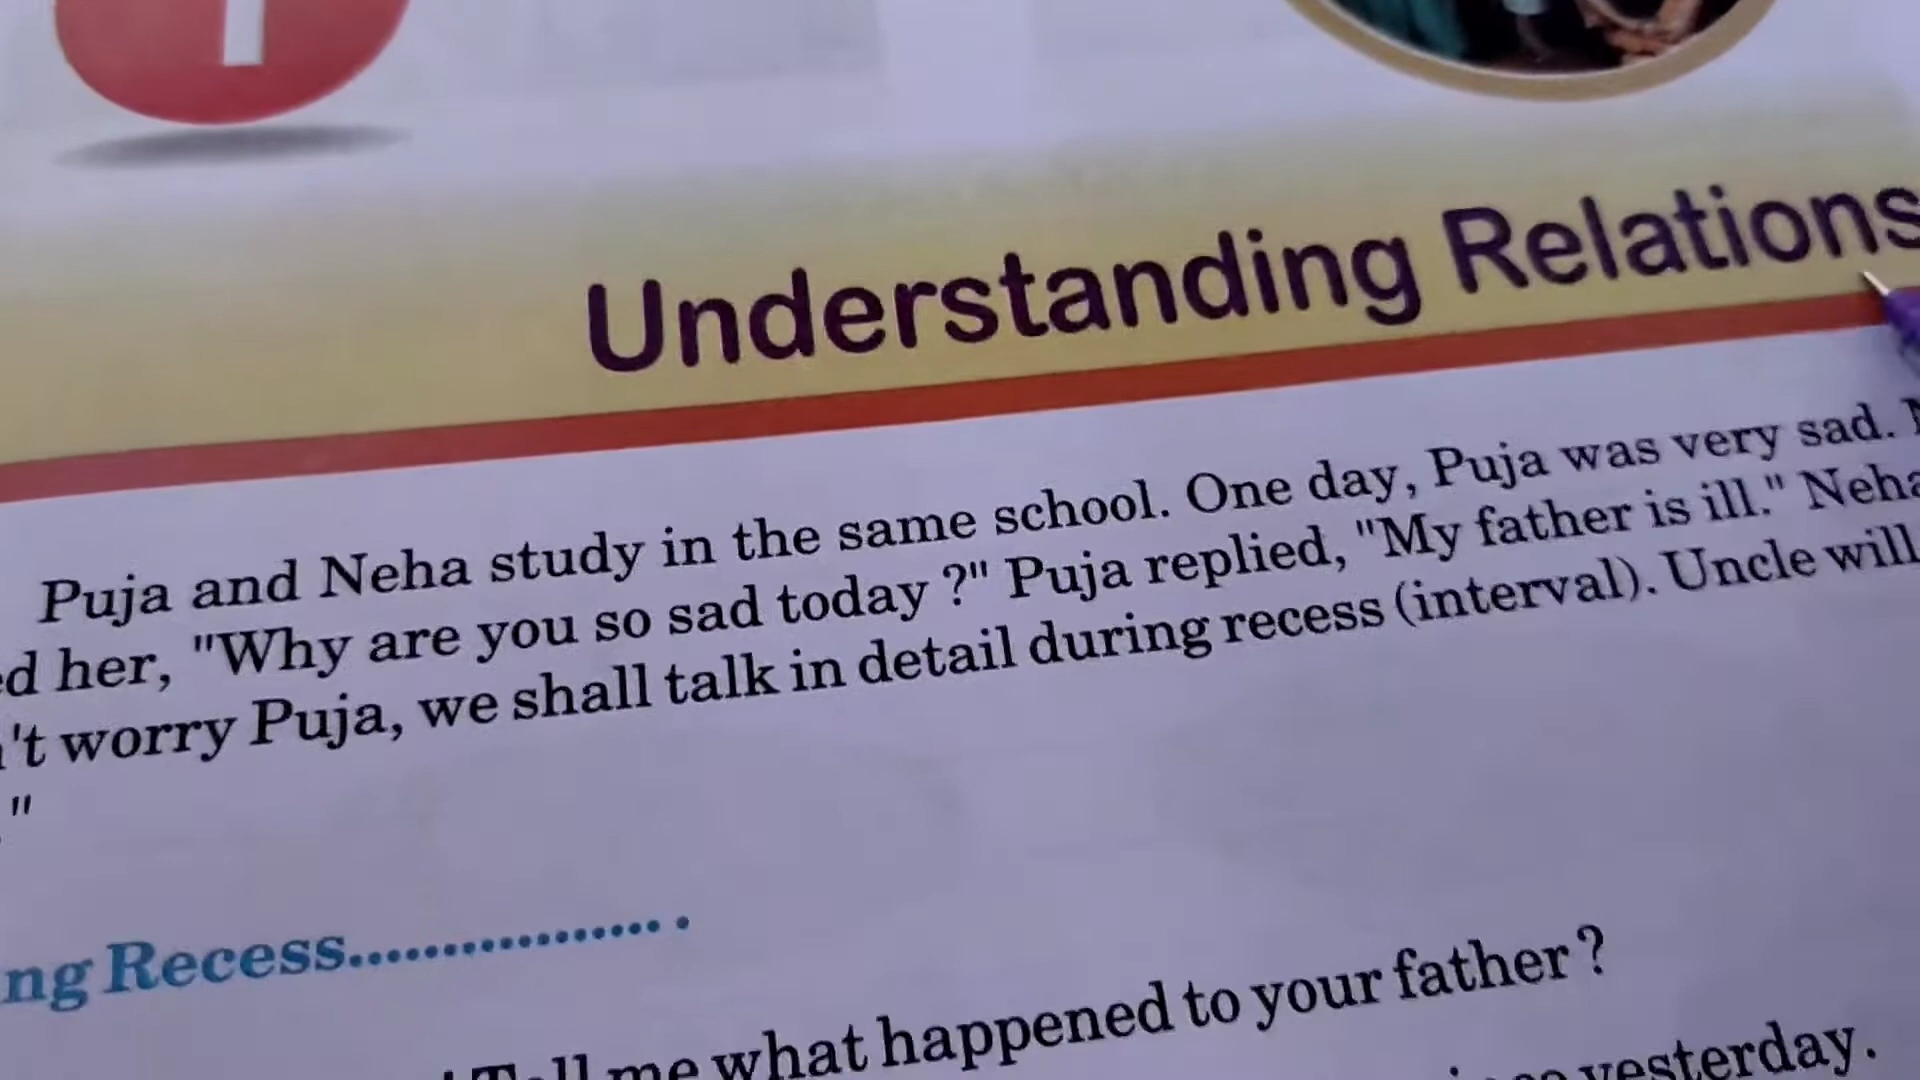 1
Understanding Relations
Puja and Neha study in the same school. One day, Puja was very sad.
her, "Why are you so sad today ?" Puja replied, "My father is ill." Neha
worry Puja, we shall talk in detail during recess (interval). Uncle will
"
Recess.................. .
me what happened to your father ?
yesterday.